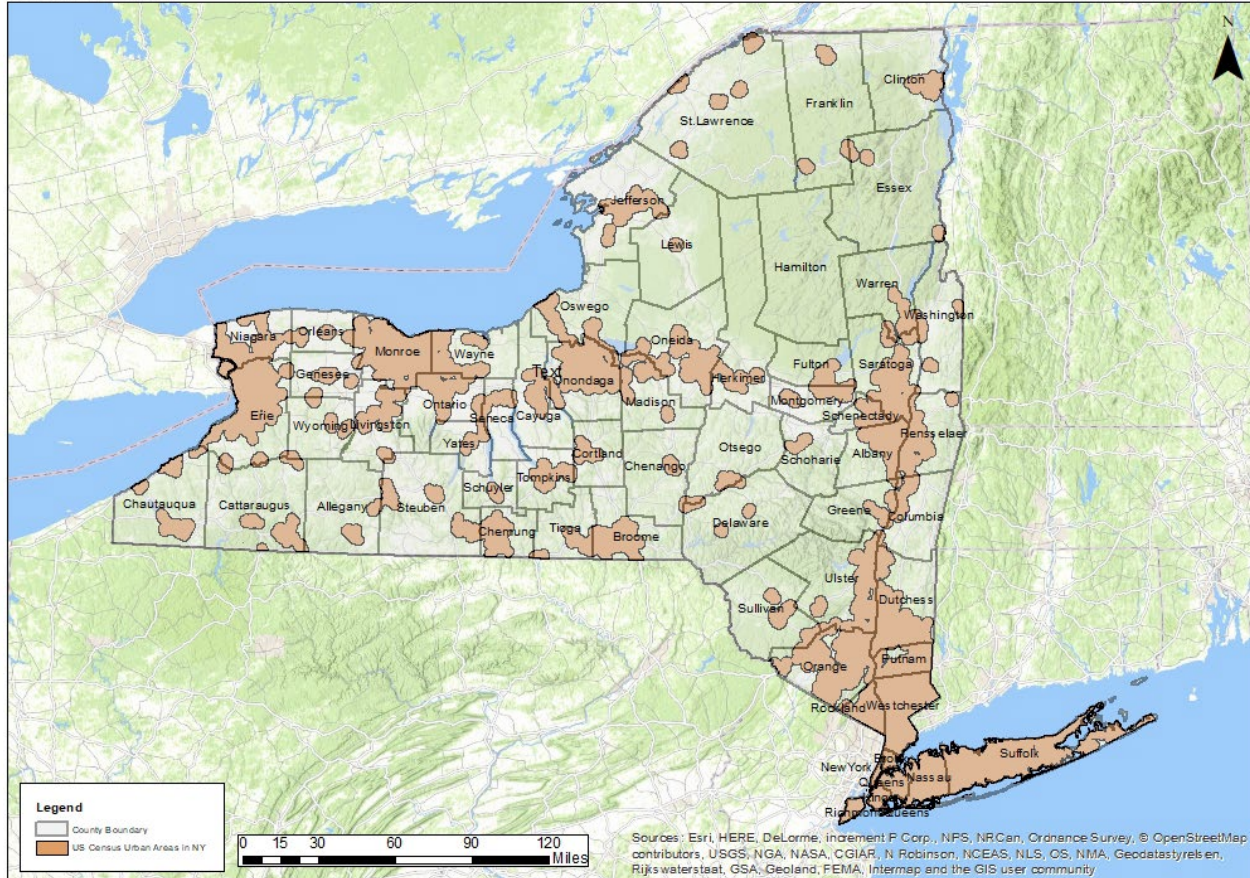 N
Clinton
Franklin
St.Lawrence
Essex
Jefferson
Lewis
Hamilton
Warren
Washington
Oswego
Oneida
Niagara
Orleans
Monroe
Wayne
Fulton
Saratoga
Herkimer
Genesee
Text
Onondaga
Montgomery
Schenectady
Erie
Wyoming
Livingston
Ontario
Seneca
Cayuga
Madison
Rensselaer
Yates
Cortland
Chenango
Otsego
Schoharie
Albany
Tompkins
Schuyler
Chautauqua
Cattaraugus
Allegany
Steuben
Chemung
Tioga
Broome
Delaware
Greene
Columbia
Ulster
Sullivan
Dutchess
Orange
Putnam
Rockland
Westchester
Suffolk
NewYork
Queens
Nassau
Richmond
Queens
Legend
County Boundary
US Census Urban Areas in NY
0 15 30 60 90 120
Miles
Sources: Esri, HERE, DeLorme, increment P Corp., NPS, NRCan, Ordnance Survey, © OpenStreetMap
contributors, USGS, NGA, NASA, CGIAR, N Robinson, NCEAS, NLS, OS, NMA, Geodatastyrelsen,
Rijkswaterstaat, GSA, Geoland, FEMA, Intermap and the GIS user community